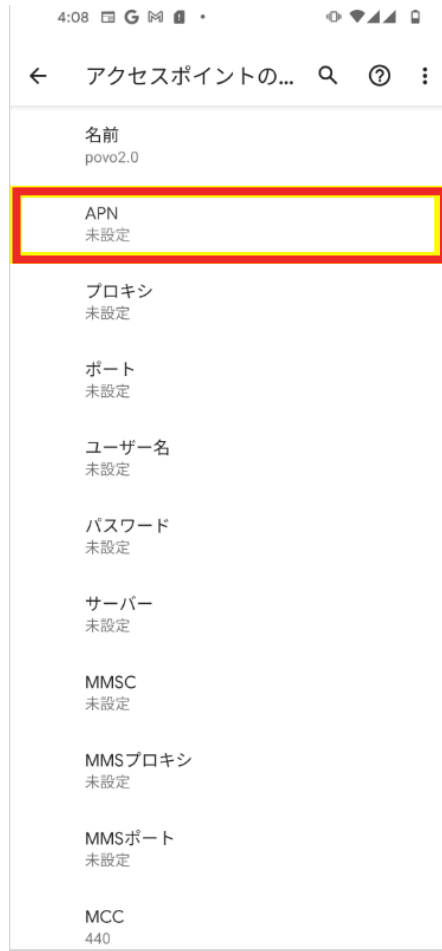 4:08
アクセスポイントの...
名前
povo2.0
APN
未設定
プロキシ
未設定
ポート
未設定
ユーザー名
未設定
パスワード
未設定
サーバー
未設定
MMSC
未設定
MMSプロキシ
未設定
MMSポート
未設定
MCC
440